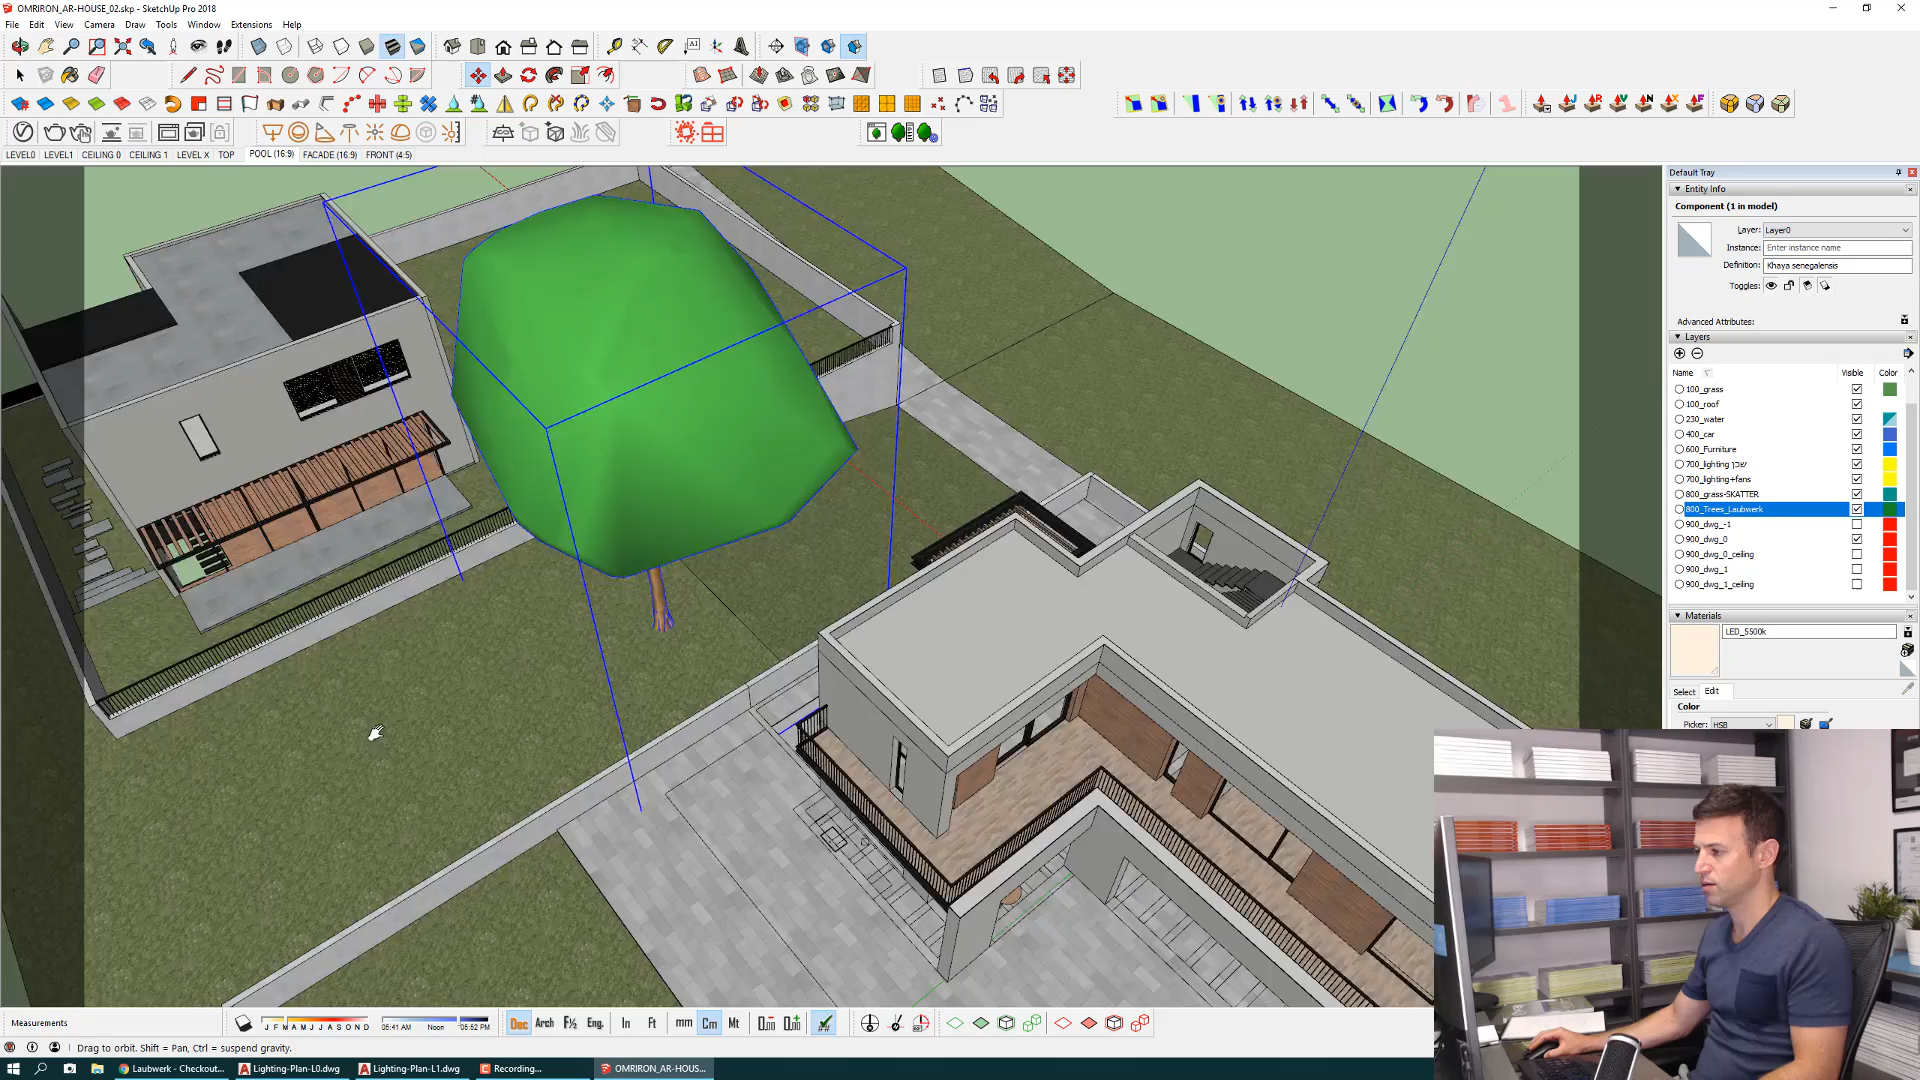 OMRIRON_AR-HOUSE_02.skp - SketchUp Pro 2018
File Edit View Camera Draw Tools Window Extensions Help
LEVEL0 LEVEL1 CEILING 0 CEILING 1 LEVEL X TOP POOL (16:9) FACADE (16:9) FRONT (4:5)
Default Tray
Entity Info
Component (1 in model)
Layer: Layer0
Instance: Enter instance name
Definition: Khaya senegalensis
Toggles:
Advanced Attributes:
Layers
Name Visible Color
100_grass
100_roof
230_water
400_car
600_Furniture
700_lighting שכן
700_lighting+fans
800_grass-SKATTER
800_Trees_Laubwerk
900_dwg_-1
900_dwg_0
900_dwg_0_ceiling
900_dwg_1
900_dwg_1_ceiling
Materials
LED_5500k
Select Edit
Color
Picker: HSB
Measurements
J F M A M J J A S O N D
05:41 AM Noon 05:52 PM
Dec Arch F½ Eng. In Ft mm Cm Mt
Drag to orbit. Shift = Pan, Ctrl = suspend gravity.
Laubwerk - Checkout... Lighting-Plan-L0.dwg Lighting-Plan-L1.dwg Recording... OMRIRON_AR-HOUS...